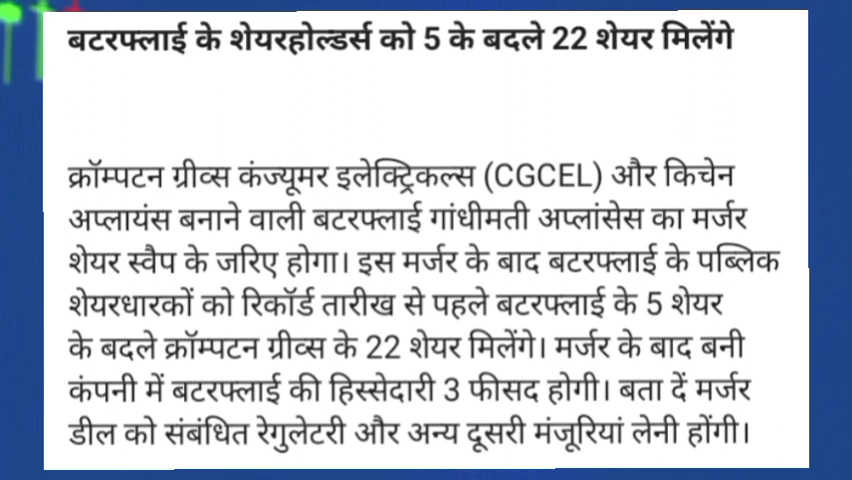 बटरफ्लाई के शेयरहोल्डर्स को 5 के बदले 22 शेयर मिलेंगे
क्रॉम्पटन ग्रीव्स कंज्यूमर इलेक्ट्रिकल्स (CGCEL) और किचेन
अप्लायंस बनाने वाली बटरफ्लाई गांधीमती अप्लांसेस का मर्जर
शेयर स्वैप के जरिए होगा। इस मर्जर के बाद बटरफ्लाई के पब्लिक
शेयरधारकों को रिकॉर्ड तारीख से पहले बटरफ्लाई के 5 शेयर
के बदले क्रॉम्पटन ग्रीव्स के 22 शेयर मिलेंगे। मर्जर के बाद बनी
कंपनी में बटरफ्लाई की हिस्सेदारी 3 फीसद होगी। बता दें मर्जर
डील को संबंधित रेगुलेटरी और अन्य दूसरी मंजूरियां लेनी होंगी।